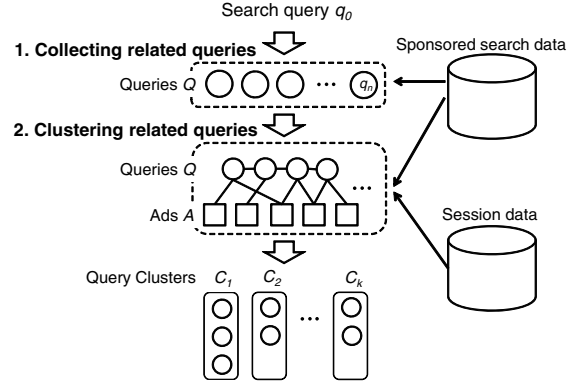 Search query q0
1. Collecting related queries
Sponsored search data
Queries Q
... qn
2. Clustering related queries
Queries Q
...
Ads A
Session data
Query Clusters C1 C2 Ck
...